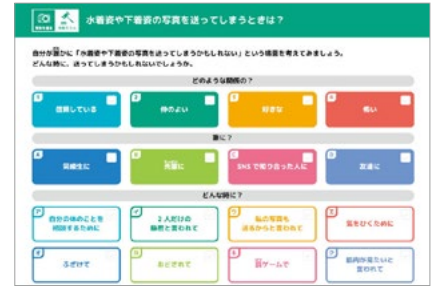 水着姿や下着姿の写真を送ってしまうときは？
自分が誰かに「水着姿や下着姿の写真を送ってしまうかもしれない」という場面を考えてみましょう。
どんな時に、送ってしまうかもしれないでしょうか。
どのような関係の？
信頼している
仲のよい
好きな
怖い
誰に？
同級生に
先輩に
SNSで知り合った人に
友達に
どんな時に？
自分の体のことを
相談するために
2人だけの
秘密と言われて
私の写真も
送るからと言われて
気をひくために
ふざけて
おどされて
罰ゲームで
筋肉が見たいと
言われて